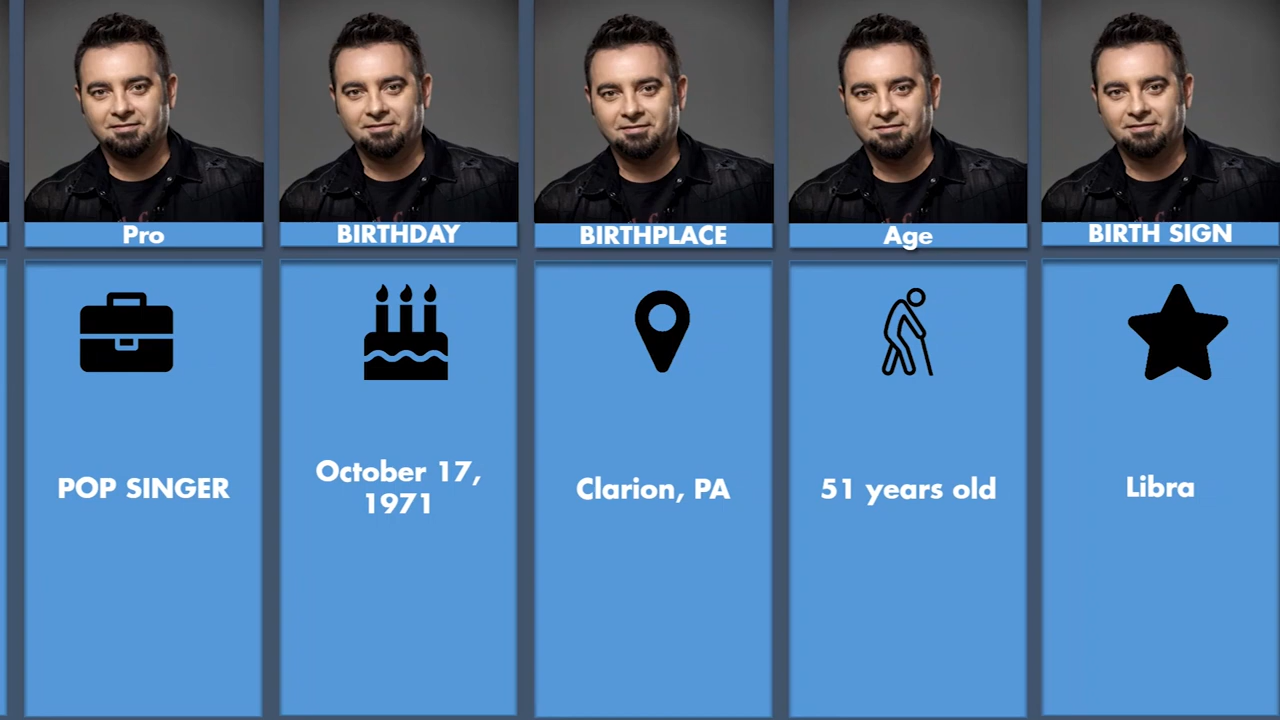 Pro
BIRTHDAY
BIRTHPLACE
Age
BIRTH SIGN
POP SINGER
October 17,
1971
Clarion, PA
51 years old
Libra